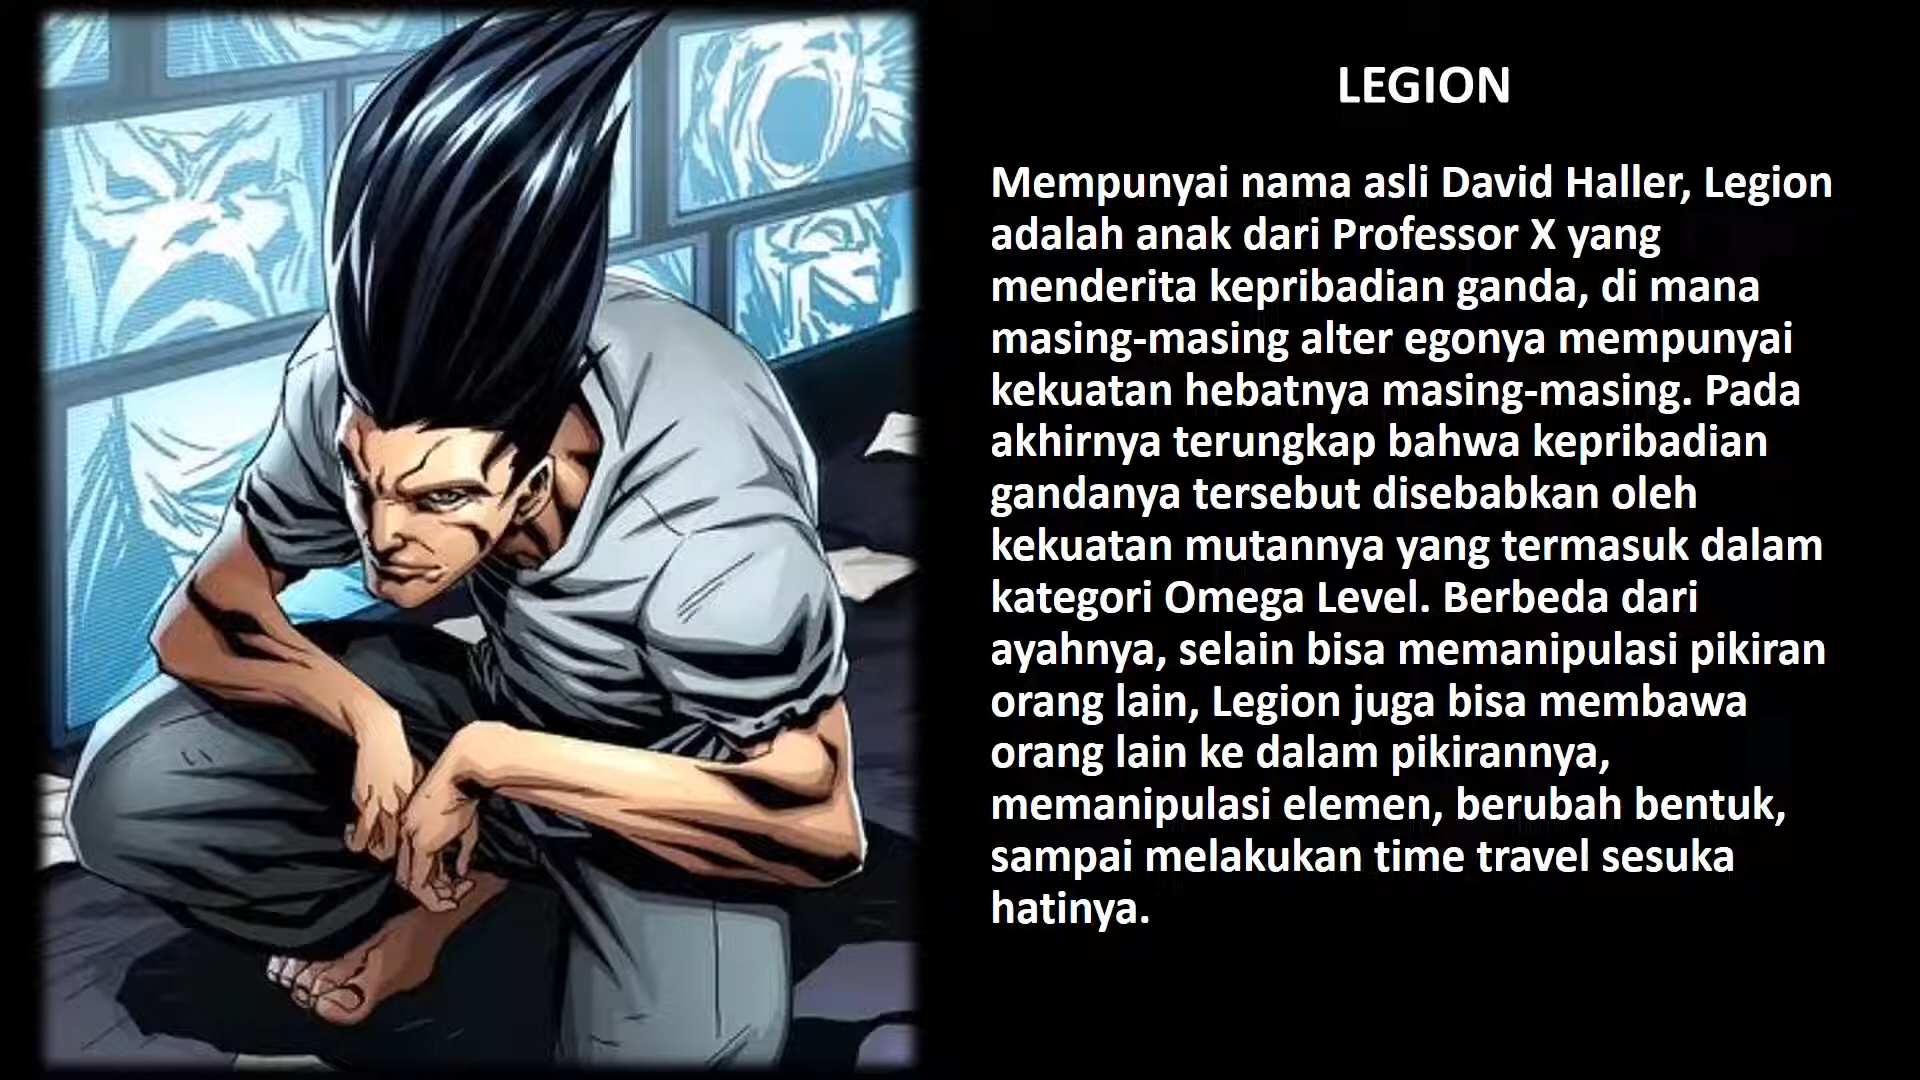 LEGION
Mempunyai nama asli David Haller, Legion
adalah anak dari Professor X yang
menderita kepribadian ganda, di mana
masing-masing alter egonya mempunyai
kekuatan hebatnya masing-masing. Pada
akhirnya terungkap bahwa kepribadian
gandanya tersebut disebabkan oleh
kekuatan mutannya yang termasuk dalam
kategori Omega Level. Berbeda dari
ayahnya, selain bisa memanipulasi pikiran
orang lain, Legion juga bisa membawa
orang lain ke dalam pikirannya,
memanipulasi elemen, berubah bentuk,
sampai melakukan time travel sesuka
hatinya.